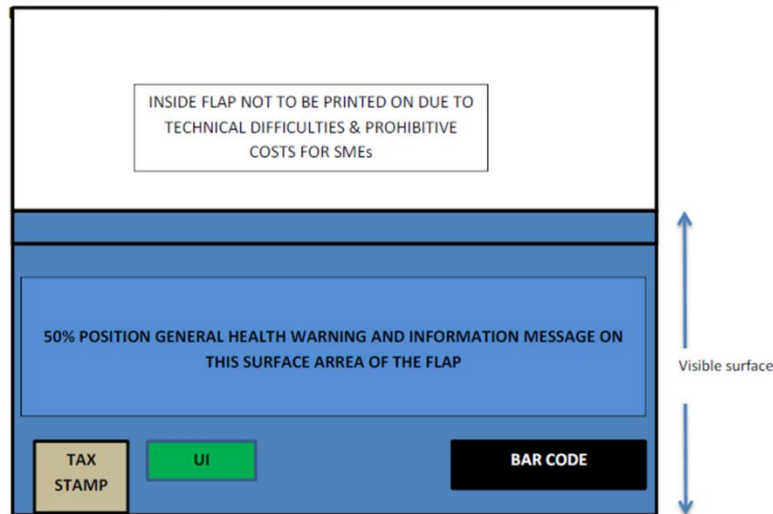 INSIDE FLAP NOT TO BE PRINTED ON DUE TO
TECHNICAL DIFFICULTIES & PROHIBITIVE
COSTS FOR SMEs
50% POSITION GENERAL HEALTH WARNING AND INFORMATION MESSAGE ON
THIS SURFACE ARREA OF THE FLAP
Visible surface
TAX
STAMP
UI
BAR CODE